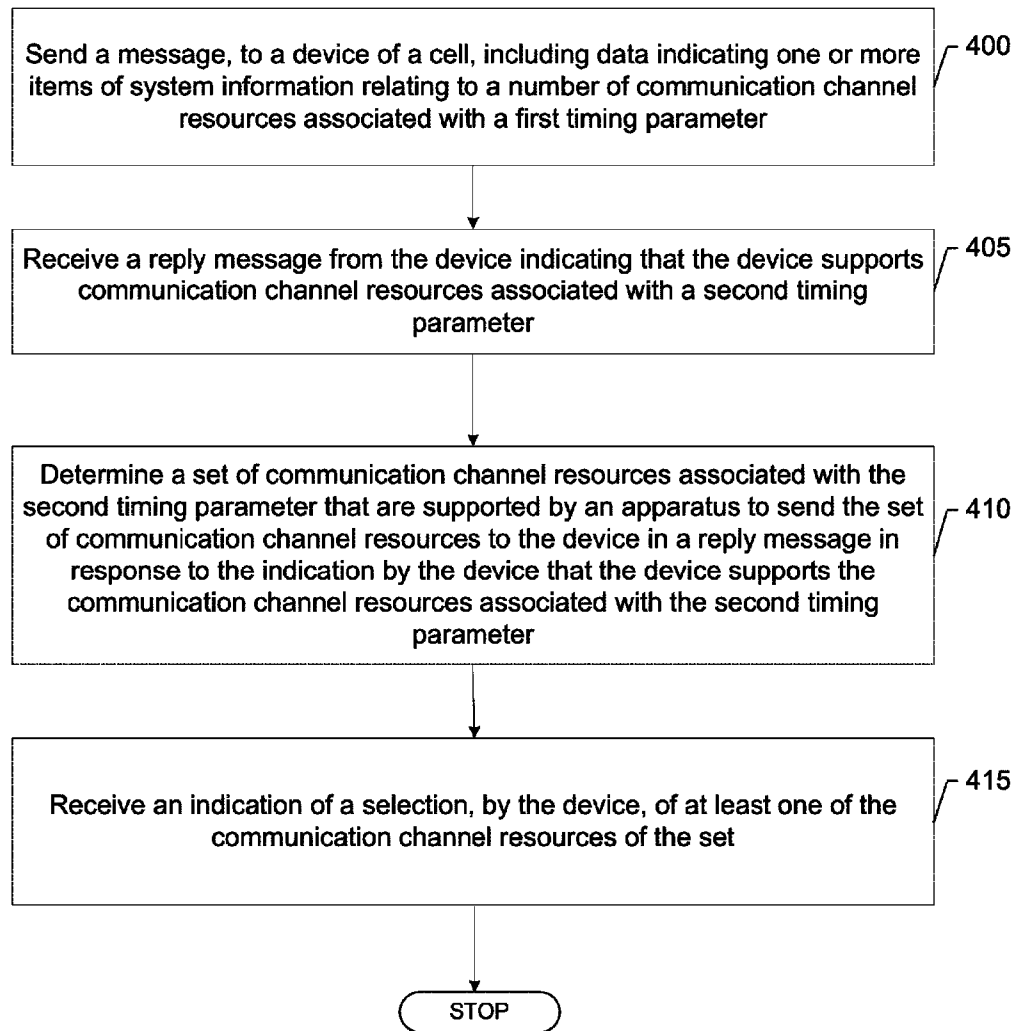 Send a message, to a device of a cell, including data indicating one or more
items of system information relating to a number of communication channel
resources associated with a first timing parameter
400
Receive a reply message from the device indicating that the device supports
communication channel resources associated with a second timing
parameter
405
Determine a set of communication channel resources associated with the
second timing parameter that are supported by an apparatus to send the set
of communication channel resources to the device in a reply message in
response to the indication by the device that the device supports the
communication channel resources associated with the second timing
parameter
410
Receive an indication of a selection, by the device, of at least one of the
communication channel resources of the set
415
STOP